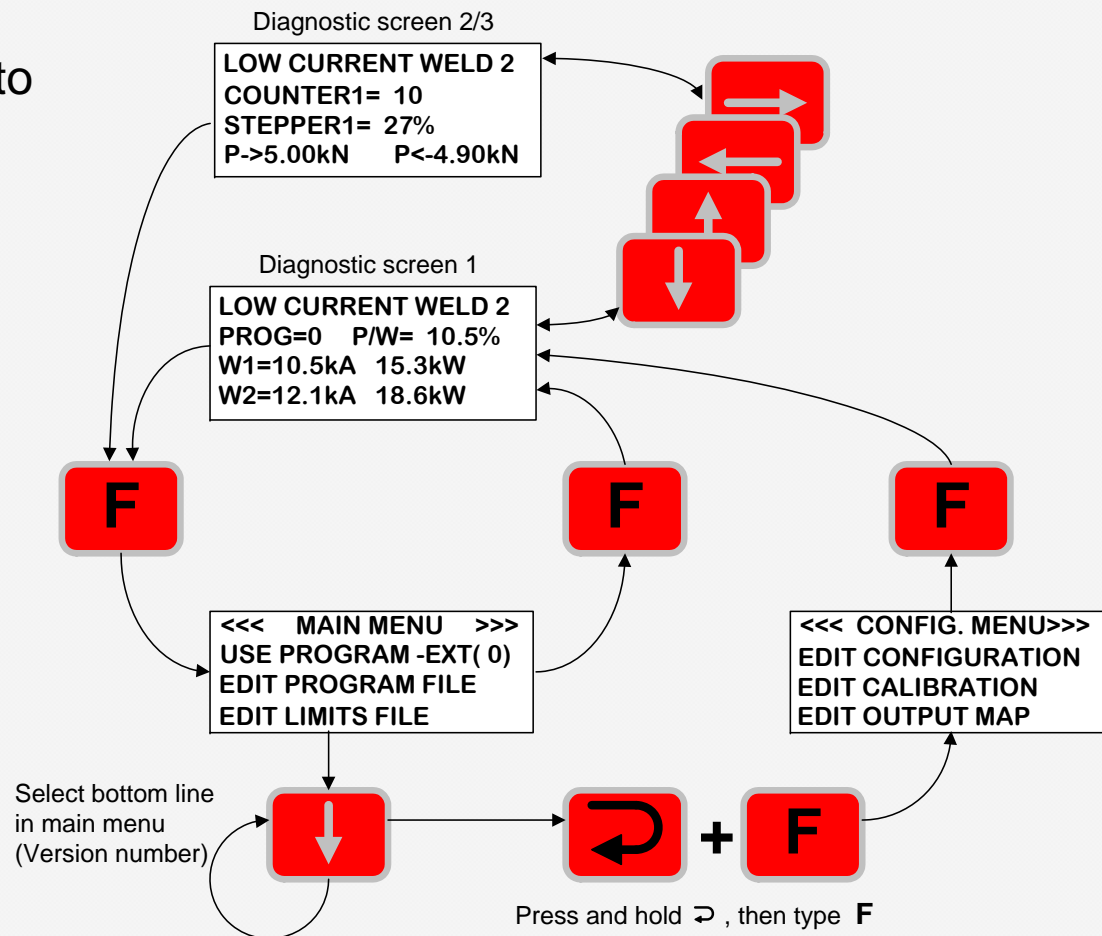 to
Diagnostic screen 2/3
LOW CURRENT WELD 2
COUNTER1= 10
STEPPER1= 27%
P->5.00kN P<-4.90kN
Diagnostic screen 1
LOW CURRENT WELD 2
PROG=0 P/W= 10.5%
W1=10.5kA 15.3kW
W2=12.1kA 18.6kW
F
F
F
<<< MAIN MENU >>>
USE PROGRAM -EXT( 0)
EDIT PROGRAM FILE
EDIT LIMITS FILE
<<< CONFIG. MENU>>>
EDIT CONFIGURATION
EDIT CALIBRATION
EDIT OUTPUT MAP
Select bottom line
in main menu
(Version number)
+ F
Press and hold ⊋ , then type F